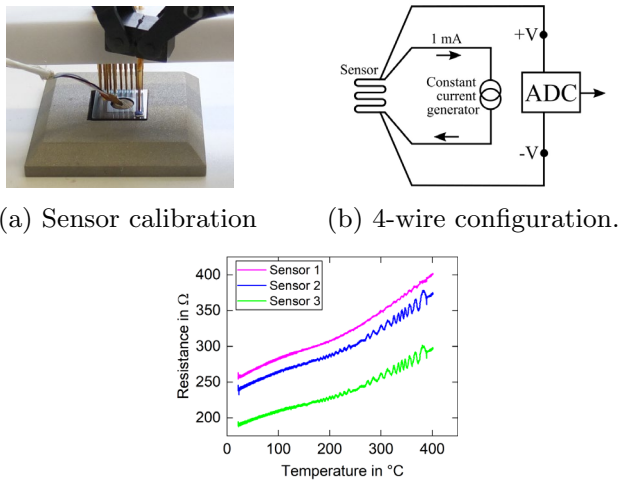 1 mA
+V
Sensor
Constant
current
generator
ADC
-V
(a) Sensor calibration
(b) 4-wire configuration.
Sensor 1
Sensor 2
Sensor 3
400
350
300
250
200
Resistance in Ω
0
100
200
300
400
Temperature in °C